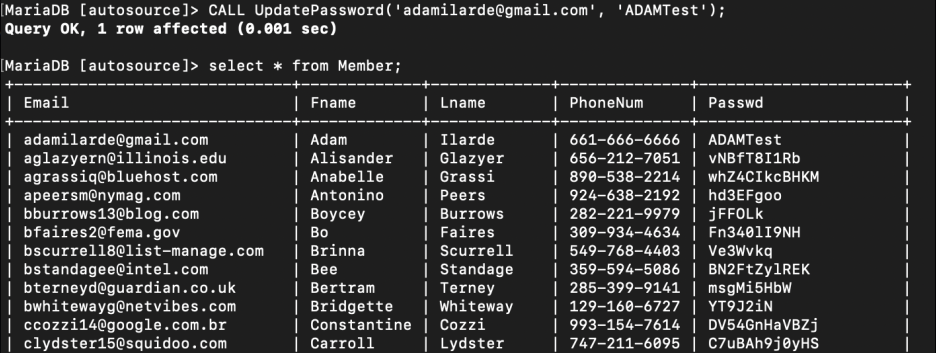 MariaDB [autosource]> CALL UpdatePassword('adamilarde@gmail.com', 'ADAMTest');
Query OK, 1 row affected (0.001 sec)
MariaDB [autosource]> select * from Member;
| Email | Fname | Lname | PhoneNum | Passwd |
| adamilarde@gmail.com | Adam | Ilarde | 661-666-6666 | ADAMTest |
| aglazyern@illinois.edu | Alisander | Glazyer | 656-212-7051 | vNBfT8I1Rb |
| agrassiq@bluehost.com | Anabelle | Grassi | 890-538-2214 | whZ4CIkcBHKM |
| apeersm@nymag.com | Antonino | Peers | 924-638-2192 | hd3EFgoo |
| bburrows13@blog.com | Boycey | Burrows | 282-221-9979 | jFFOLk |
| bfaires2@fema.gov | Bo | Faires | 309-934-4634 | Fn340lI9NH |
| bscurrell8@list-manage.com | Brinna | Scurrell | 549-768-4403 | Ve3Wvkq |
| bstandagee@intel.com | Bee | Standage | 359-594-5086 | BN2FtZylREK |
| bterneyd@guardian.co.uk | Bertram | Terney | 285-399-9141 | msgMi5HbW |
| bwhitewayg@netvibes.com | Bridgette | Whiteway | 129-160-6727 | YT9J2iN |
| ccozzi14@google.com.br | Constantine | Cozzi | 993-154-7614 | DV54GnHaVBZj |
| clydster15@squidoo.com | Carroll | Lydster | 747-211-6095 | C7uBAh9j0yHS |